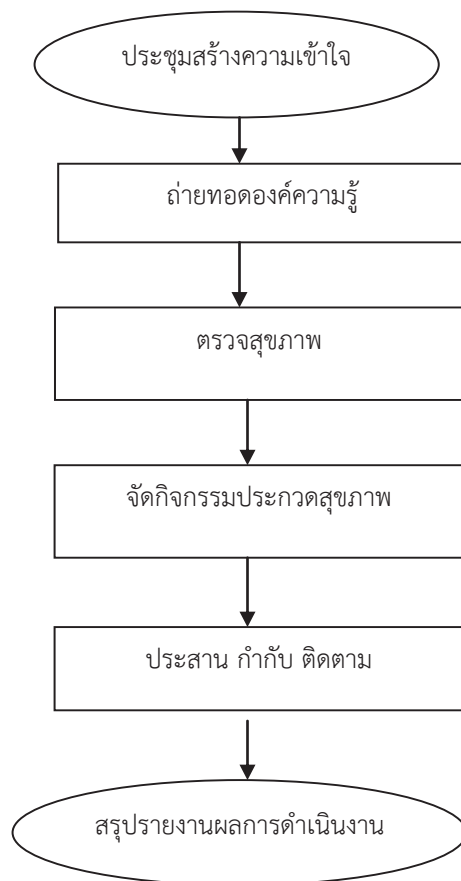 ประชุมสร้างความเข้าใจ
ถ่ายทอดองค์ความรู้
ตรวจสุขภาพ
จัดกิจกรรมประกวดสุขภาพ
ประสาน กำกับ ติดตาม
สรุปรายงานผลการดำเนินงาน